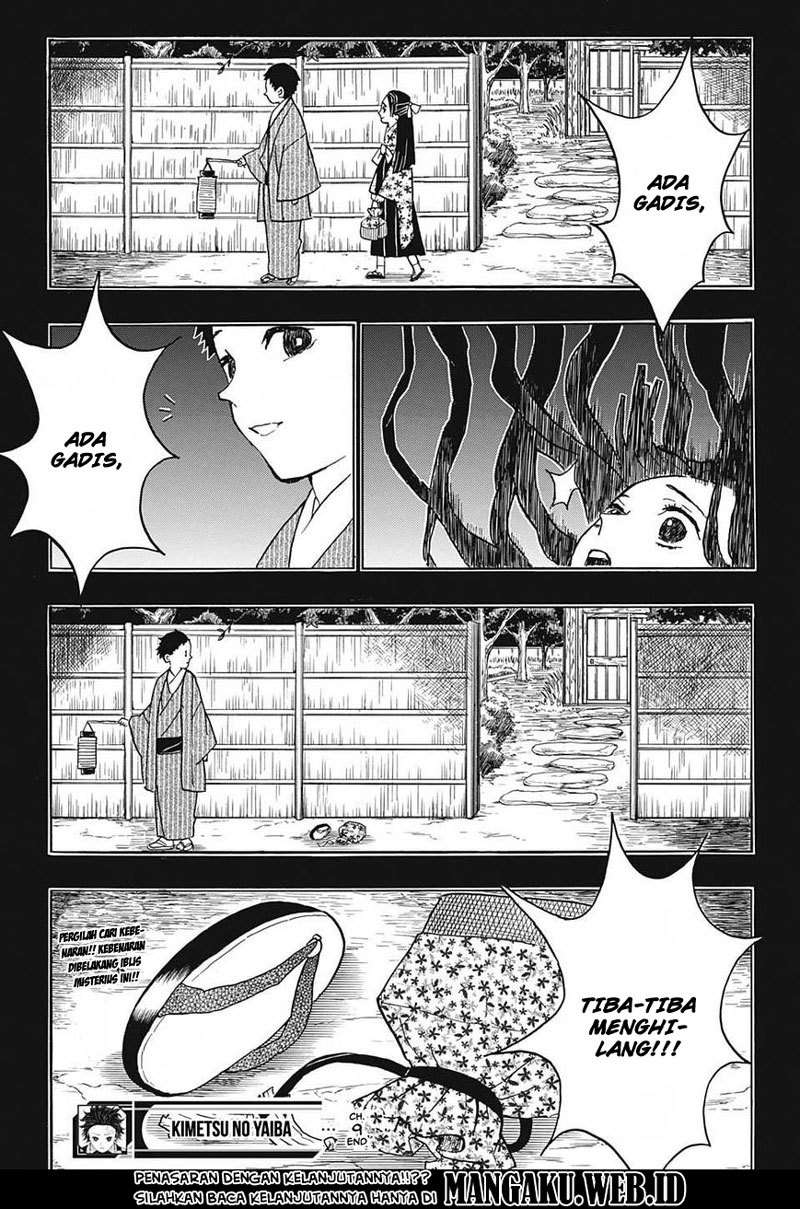 ADA
GADIS,
ADA
GADIS,
PERGILAH CARI KEBE-
NARAN!! KEBENARAN
DIBELAKANG IBLIS
MISTERIUS INI!!
TIBA-TIBA
MENGHI-
LANG!!!
KIMETSU NO YAIBA ... CH. 9 END
PENASARAN DENGAN KELANJUTANNYA!!??
SILAHKAN BACA KELANJUTANNYA HANYA DI MANGAKU.WEB.ID